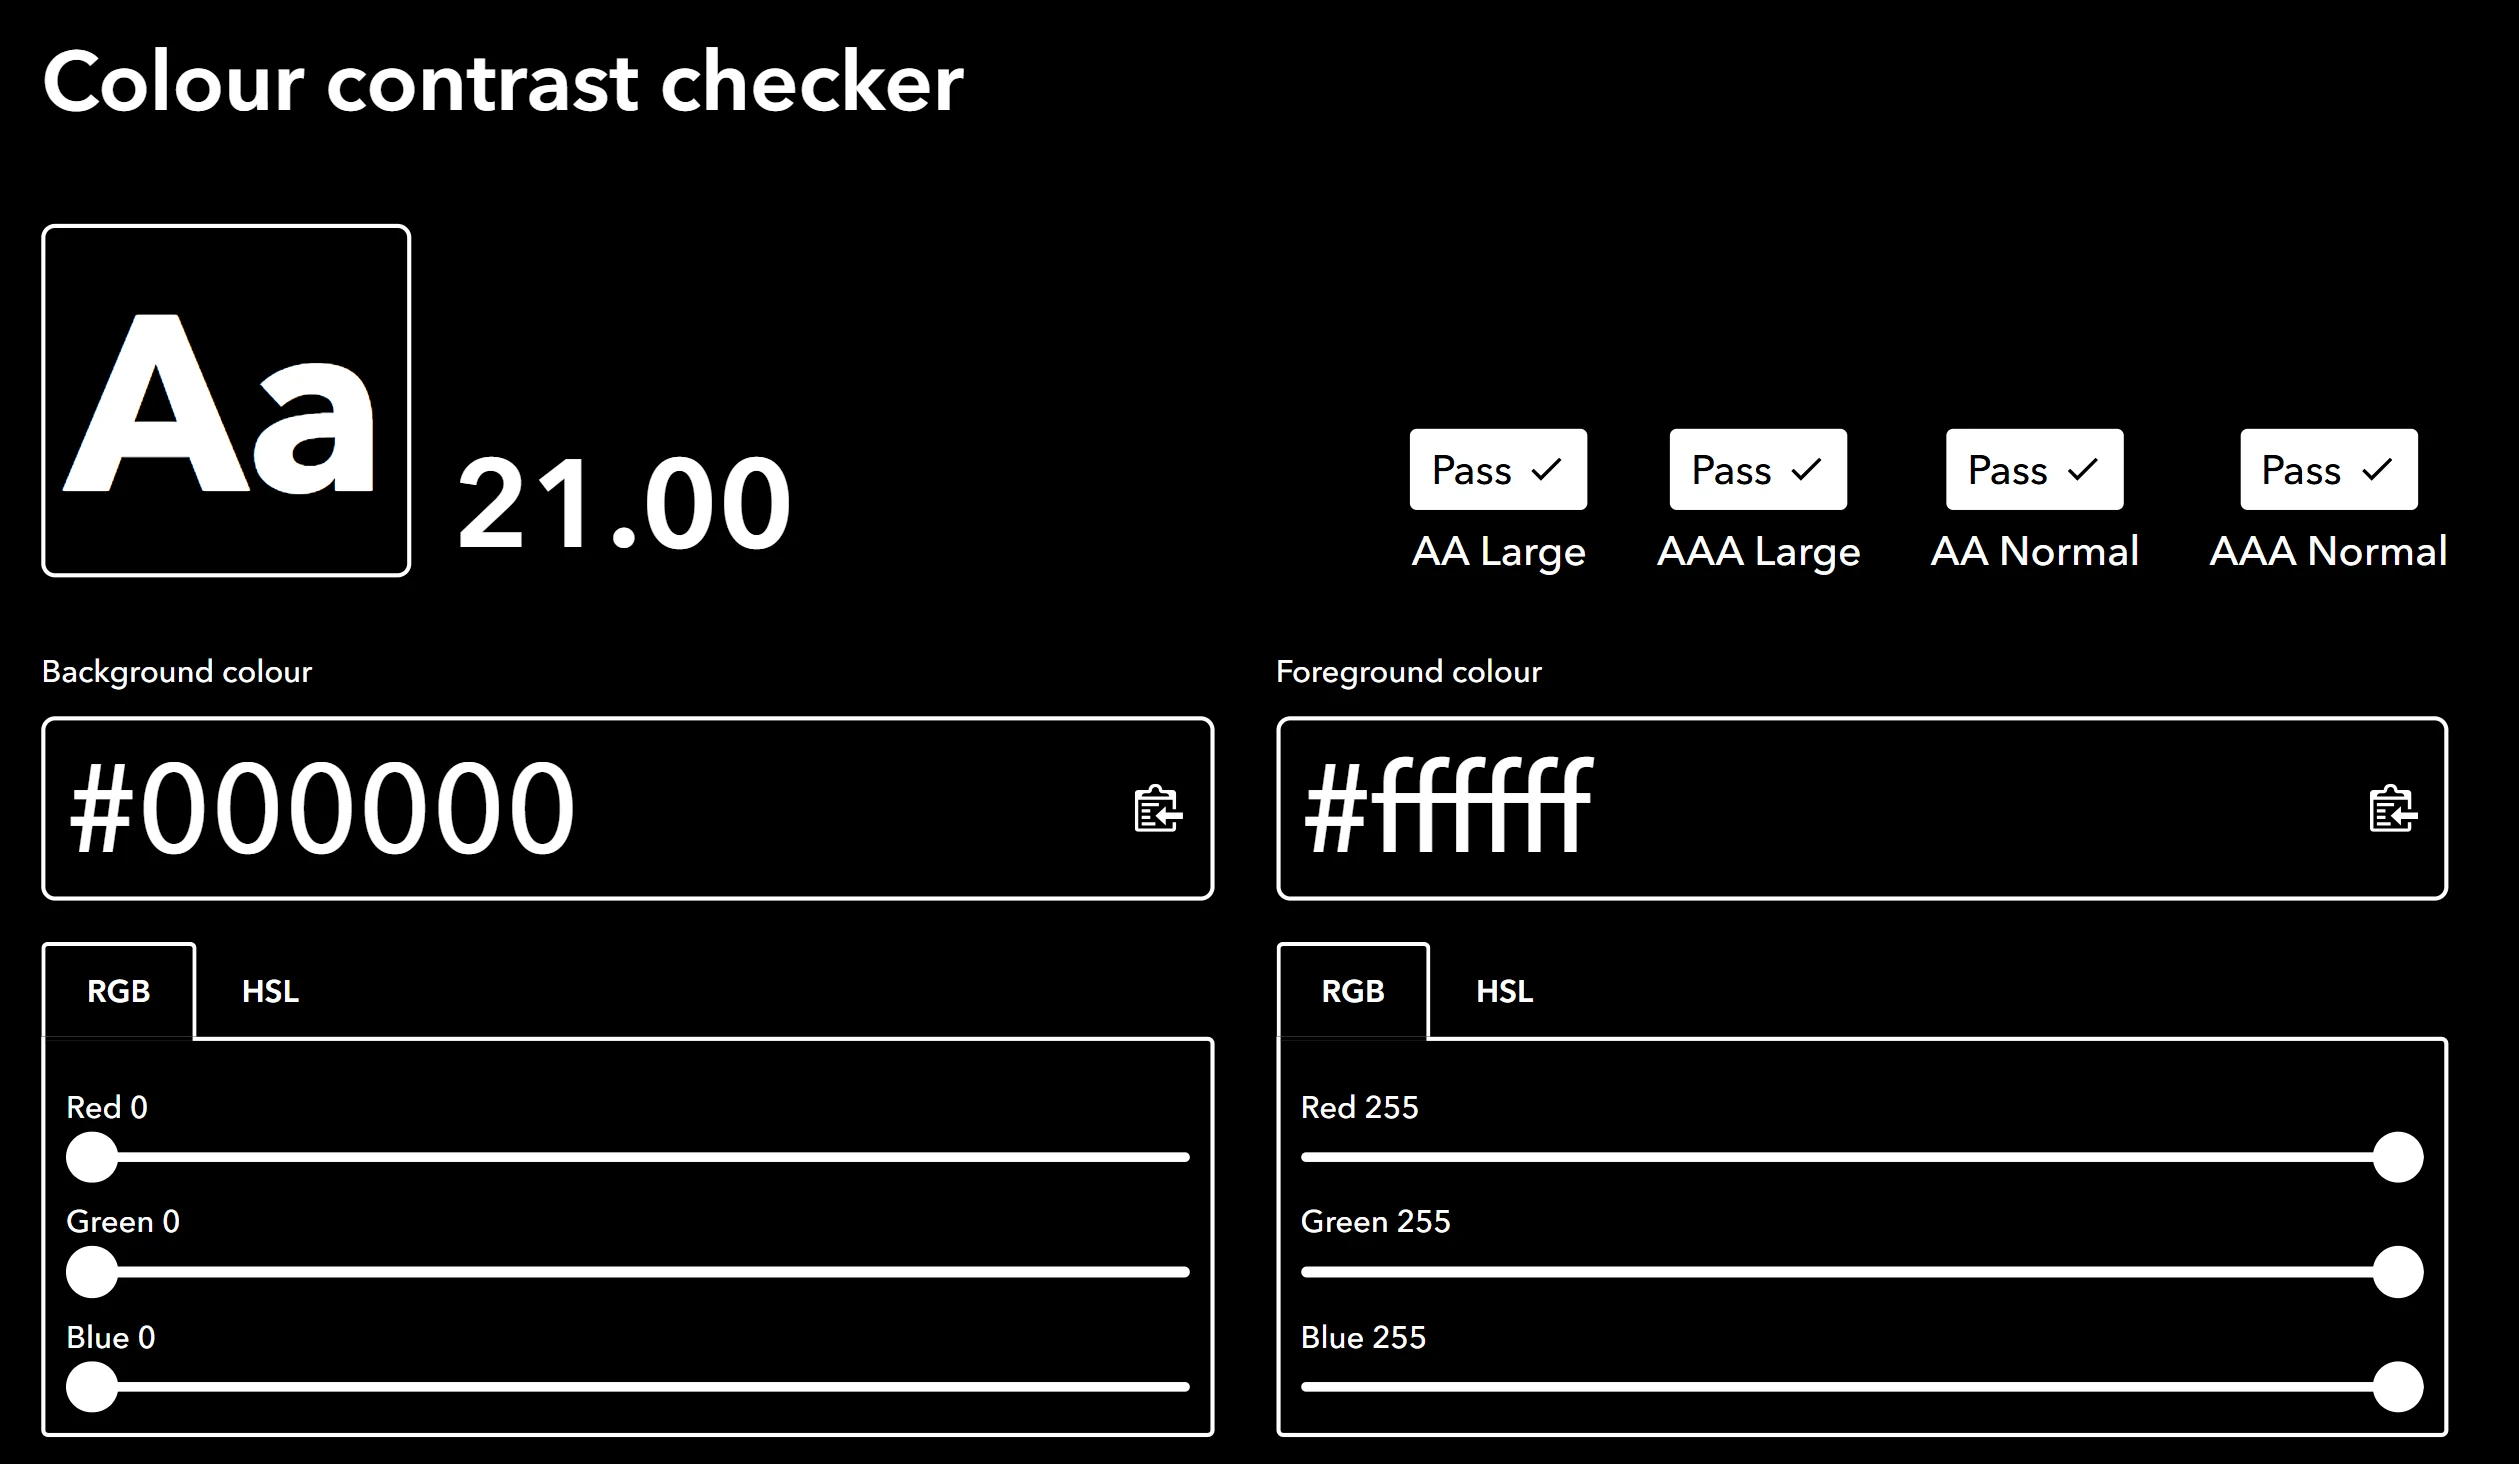 Colour contrast checker
Aa
21.00
Pass
Pass
Pass
Pass
AA Large
AAA Large
AA Normal
AAA Normal
Background colour
#000000
RGB
HSL
Red 0
Green 0
Blue 0
Foreground colour
#ffffff
RGB
HSL
Red 255
Green 255
Blue 255